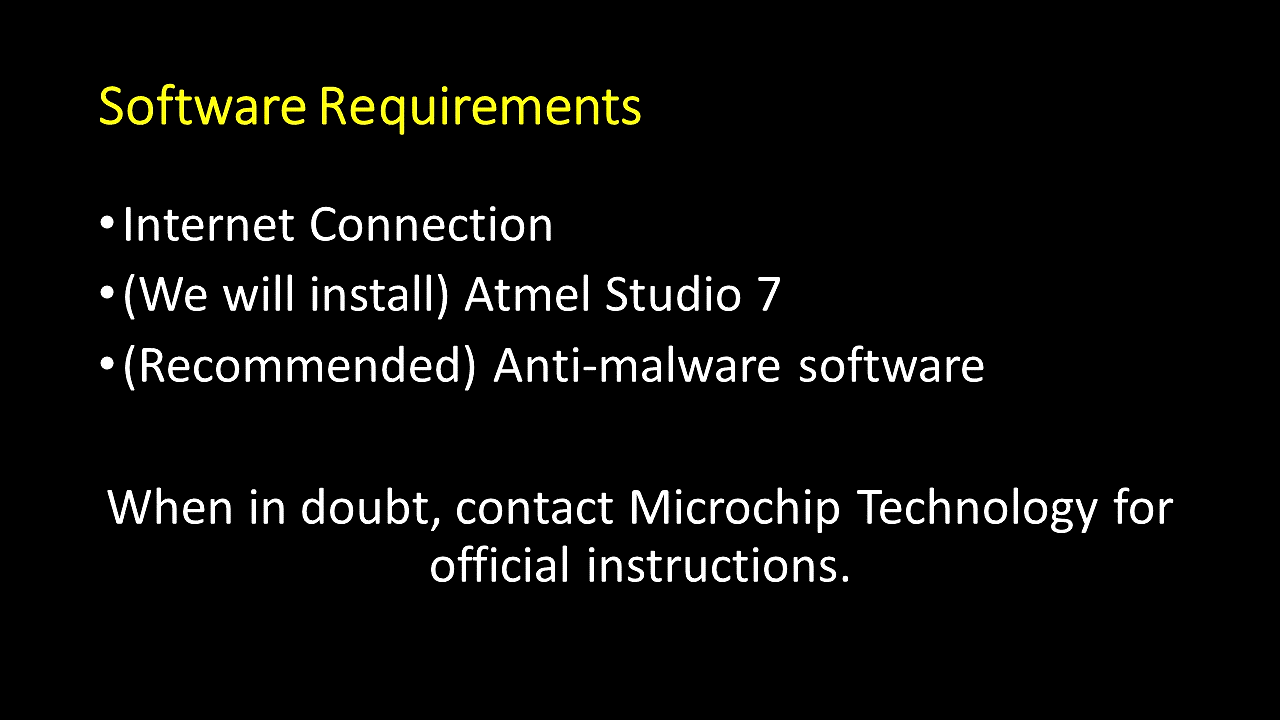 Software Requirements
• Internet Connection
• (We will install) Atmel Studio 7
• (Recommended) Anti-malware software
When in doubt, contact Microchip Technology for
official instructions.